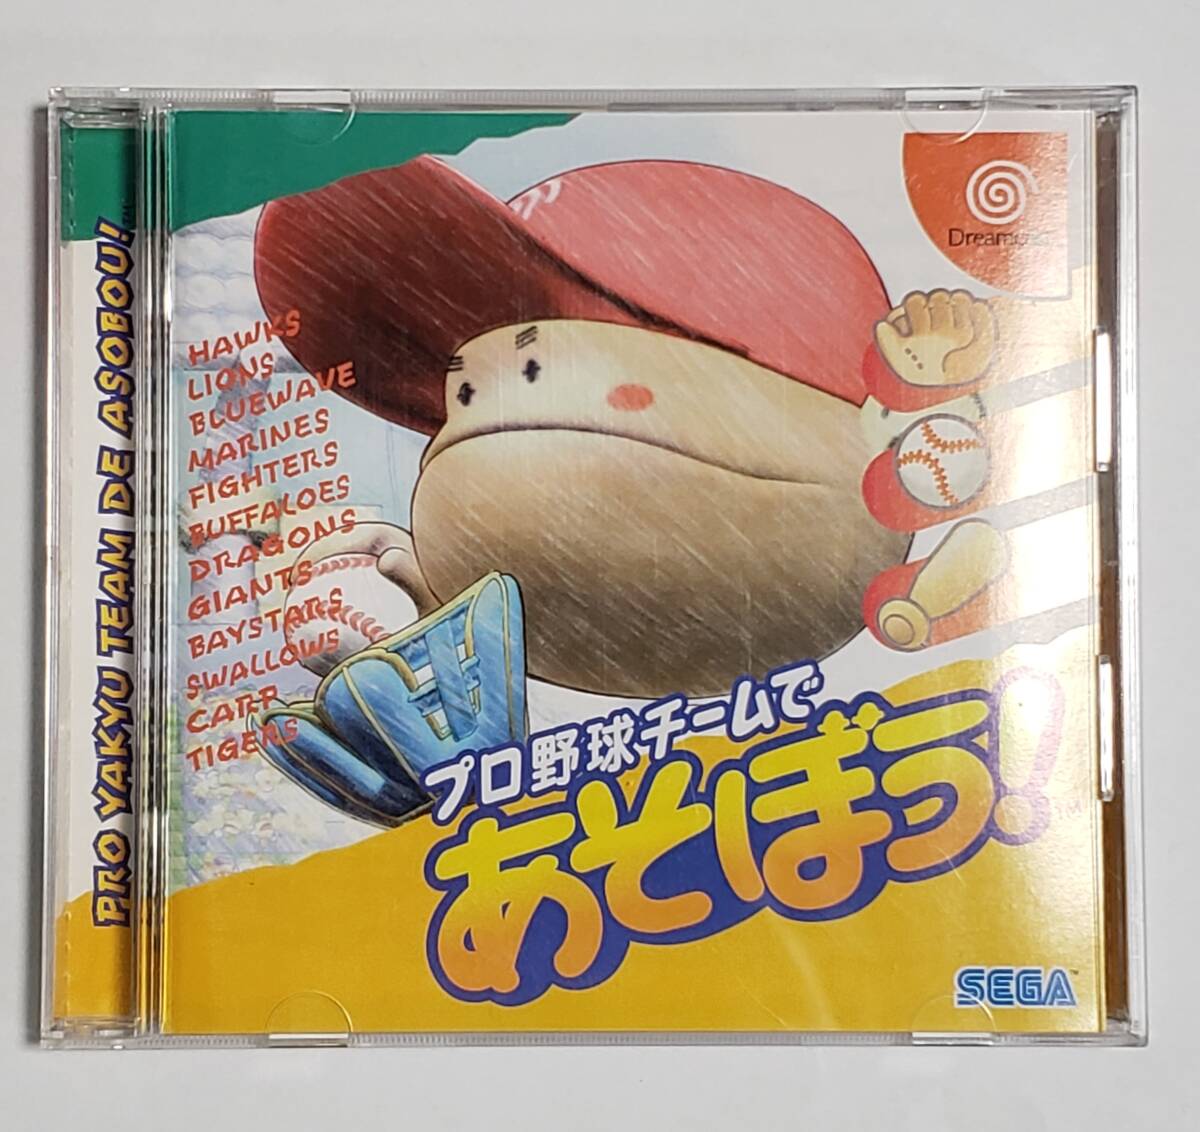 PRO YAKYU TEAM DE ASOBOU!
Dreamcast
HAWKS
LIONS
BLUEWAVE
MARINES
FIGHTERS
BUFFALOES
DRAGONS
GIANTS
BAYSTARS
SWALLOWS
CARP
TIGERS
プロ野球チームで
あそぼう!
TM
SEGA